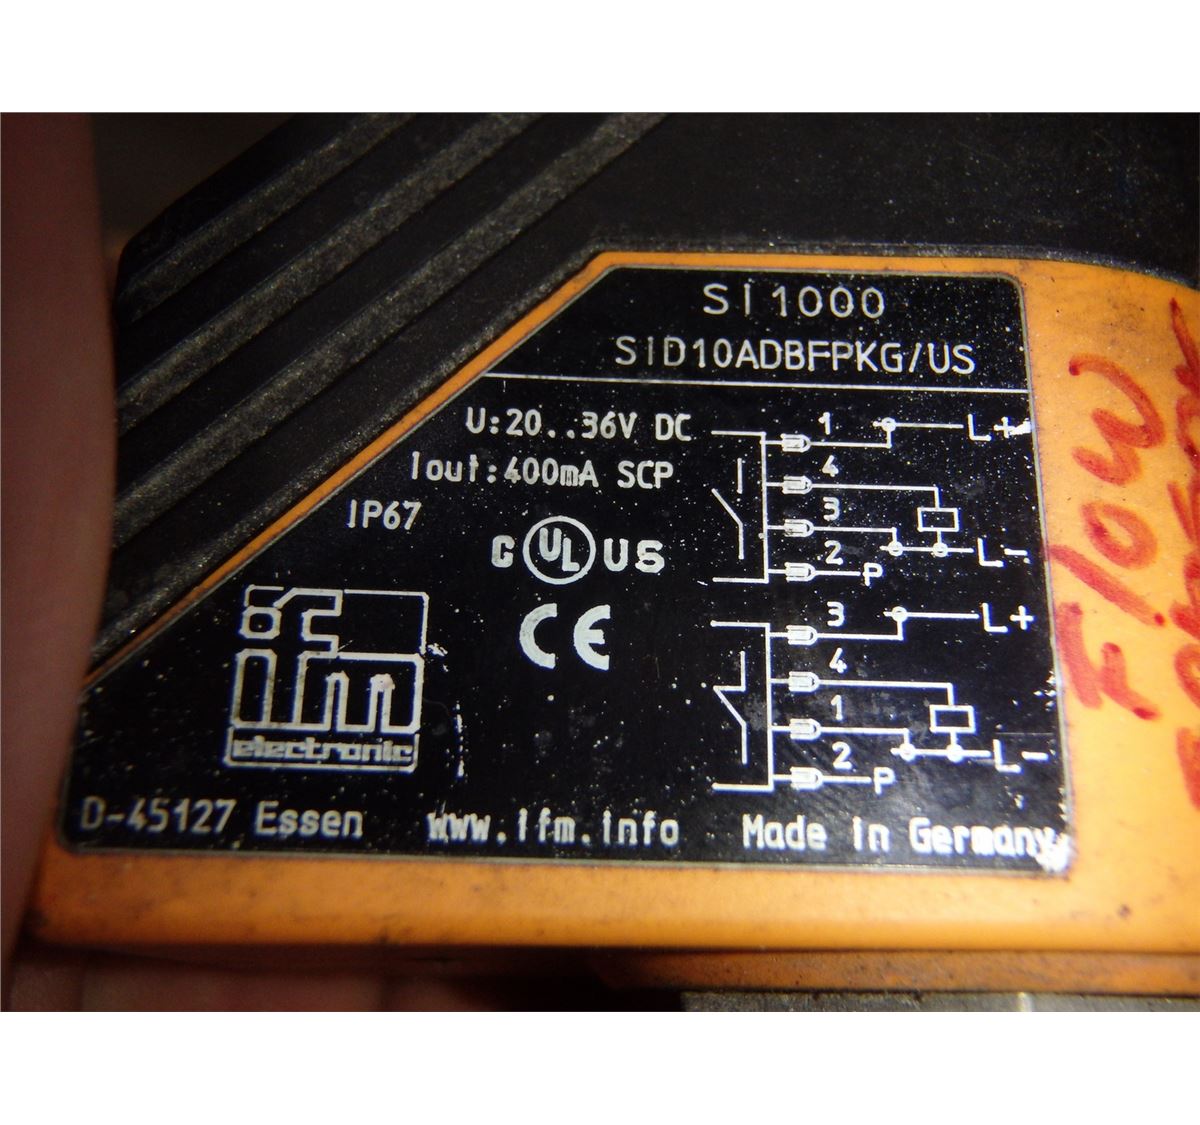 SI1000
SID10ADBFPKG/US
U:20..36V DC
Iout:400mA SCP
IP67
C UL US
CE
ifm
electronic
1 L+
4
3
2 L-
P
3 L+
4
1
2 L-
P
D-45127 Essen www.ifm.info Made in Germany
Flow